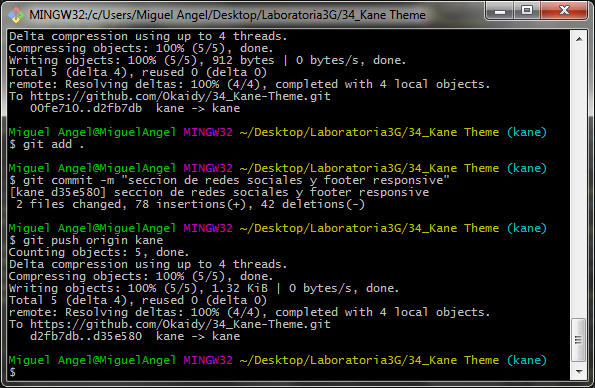 MINGW32:/c/Users/Miguel Angel/Desktop/Laboratoria3G/34_Kane Theme
Delta compression using up to 4 threads.
Compressing objects: 100% (5/5), done.
Writing objects: 100% (5/5), 912 bytes | 0 bytes/s, done.
Total 5 (delta 4), reused 0 (delta 0)
remote: Resolving deltas: 100% (4/4), completed with 4 local objects.
To https://github.com/Okaidy/34_Kane-Theme.git
   00fe710..d2fb7db  kane -> kane
Miguel Angel@MiguelAngel MINGW32 ~/Desktop/Laboratoria3G/34_Kane Theme (kane)
$ git add .
Miguel Angel@MiguelAngel MINGW32 ~/Desktop/Laboratoria3G/34_Kane Theme (kane)
$ git commit -m "seccion de redes sociales y footer responsive"
[kane d35e580] seccion de redes sociales y footer responsive
 2 files changed, 78 insertions(+), 42 deletions(-)
Miguel Angel@MiguelAngel MINGW32 ~/Desktop/Laboratoria3G/34_Kane Theme (kane)
$ git push origin kane
Counting objects: 5, done.
Delta compression using up to 4 threads.
Compressing objects: 100% (5/5), done.
Writing objects: 100% (5/5), 1.32 KiB | 0 bytes/s, done.
Total 5 (delta 4), reused 0 (delta 0)
remote: Resolving deltas: 100% (4/4), completed with 4 local objects.
To https://github.com/Okaidy/34_Kane-Theme.git
   d2fb7db..d35e580  kane -> kane
Miguel Angel@MiguelAngel MINGW32 ~/Desktop/Laboratoria3G/34_Kane Theme (kane)
$